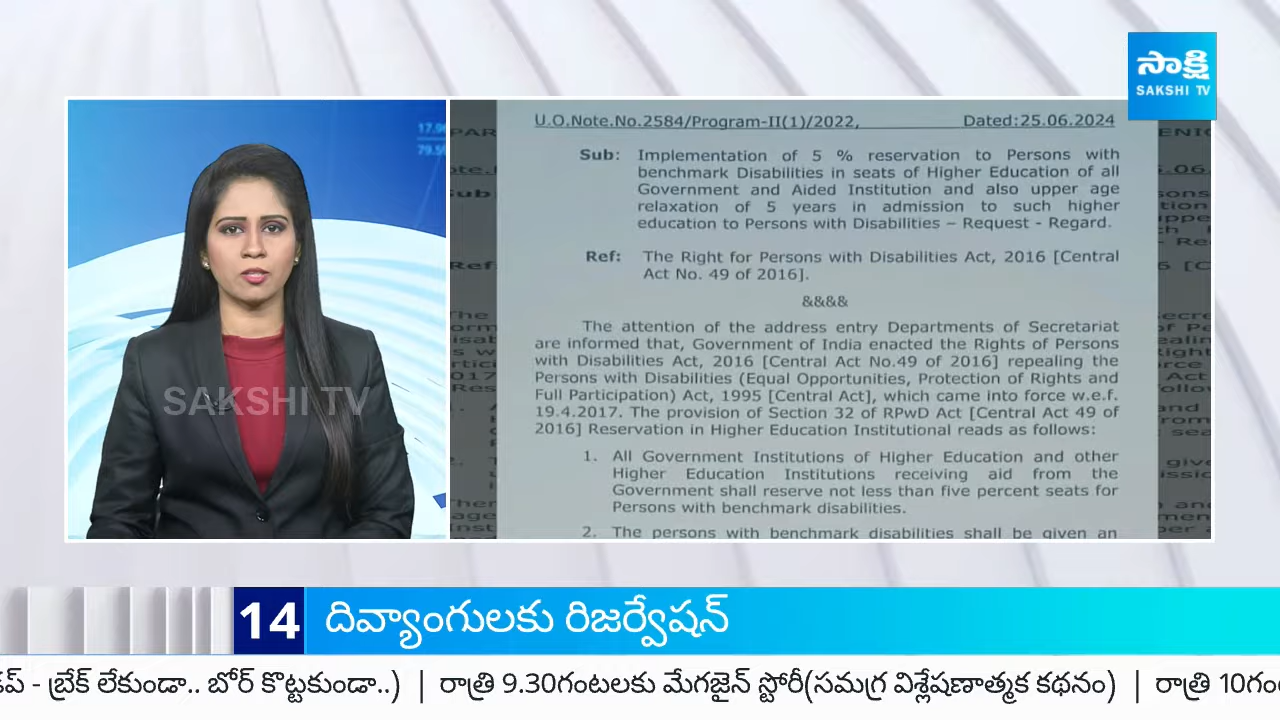 సాక్షి
SAKSHI TV
17.96
79.59
U.O.Note.No.2584/Program-II(1)/2022, Dated:25.06.2024
Sub: Implementation of 5 % reservation to Persons with
benchmark Disabilities in seats of Higher Education of all
Government and Aided Institution and also upper age
relaxation of 5 years in admission to such higher
education to Persons with Disabilities – Request - Regard.
Ref: The Right for Persons with Disabilities Act, 2016 [Central
Act No. 49 of 2016].
&&&&
The attention of the address entry Departments of Secretariat
are informed that, Government of India enacted the Rights of Persons
with Disabilities Act, 2016 [Central Act No.49 of 2016] repealing the
Persons with Disabilities (Equal Opportunities, Protection of Rights and
Full Participation) Act, 1995 [Central Act], which came into force w.e.f.
19.4.2017. The provision of Section 32 of RPwD Act [Central Act 49 of
2016] Reservation in Higher Education Institutional reads as follows:
1. All Government Institutions of Higher Education and other
Higher Education Institutions receiving aid from the
Government shall reserve not less than five percent seats for
Persons with benchmark disabilities.
2. The persons with benchmark disabilities shall be given an
SAKSHI TV
14 దివ్యాంగులకు రిజర్వేషన్
- బ్రేక్ లేకుండా.. బోర్ కొట్టకుండా..) | రాత్రి 9.30గంటలకు మేగజైన్ స్టోరీ(సమగ్ర విశ్లేషణాత్మక కథనం) | రాత్రి